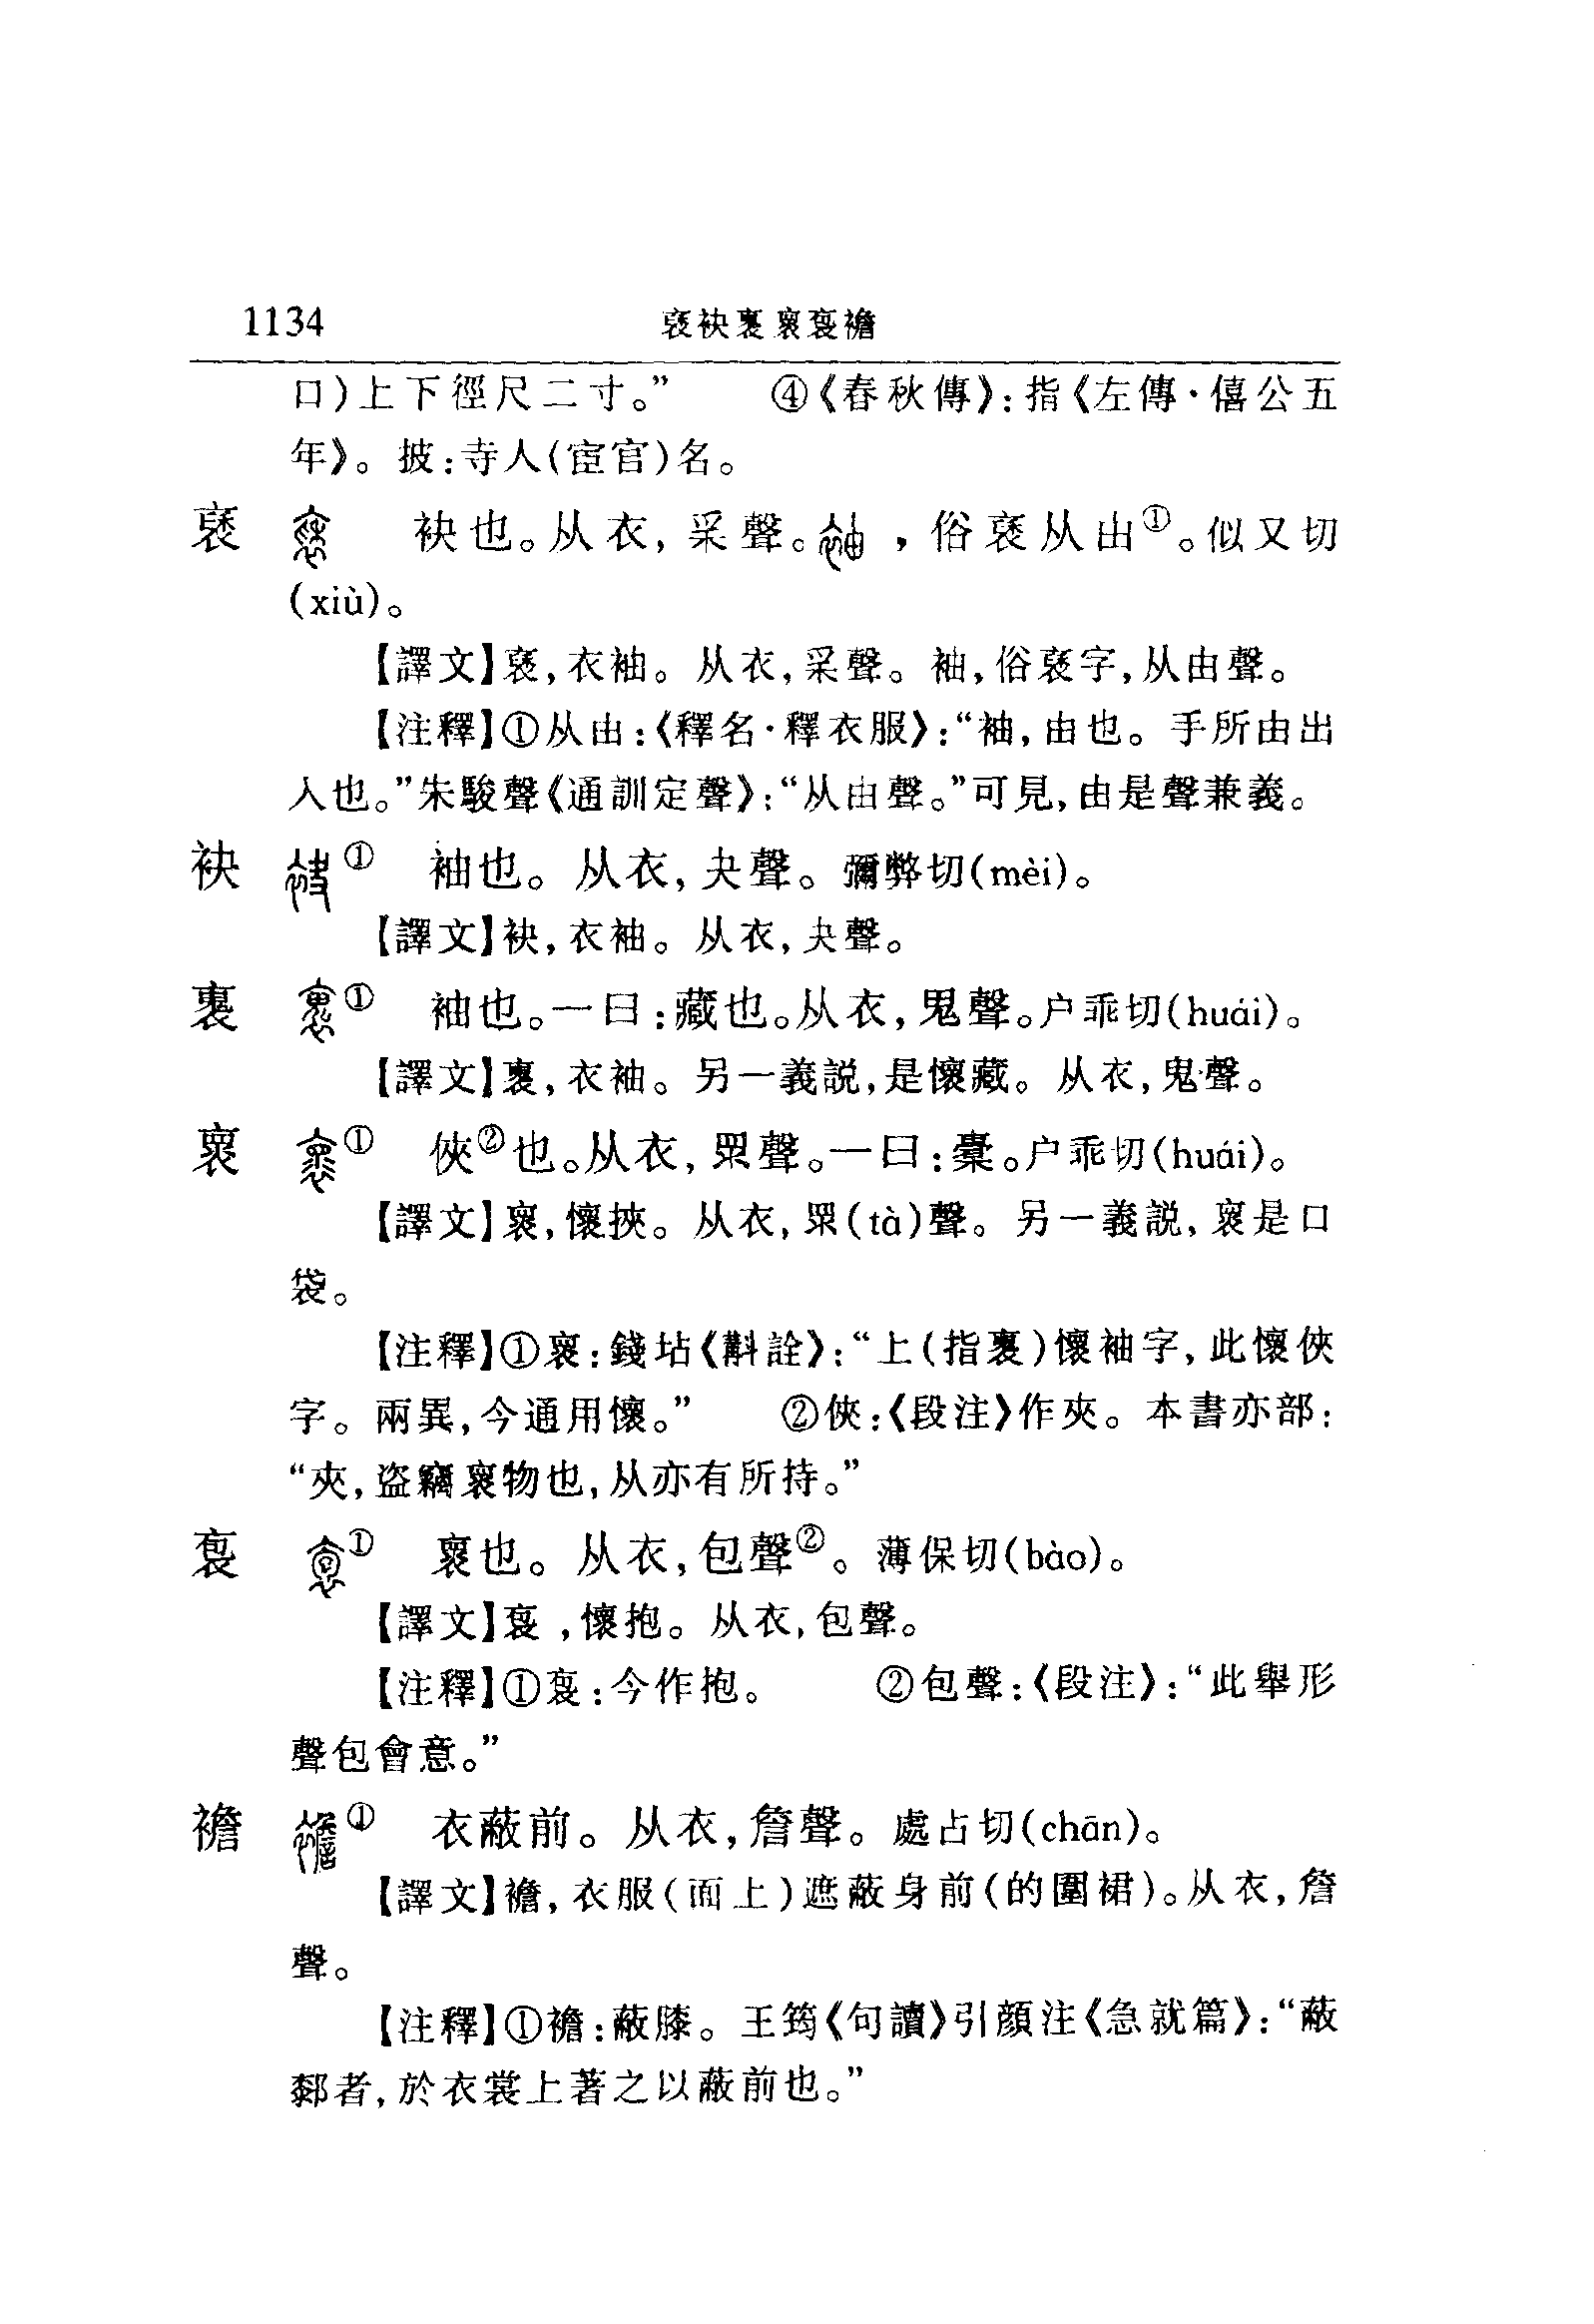 1134 褎袂褢褱袌襜
口)上下徑尺二寸。” ④《春秋傳》:指《左傳·僖公五
年》。披:寺人(宦官)名。
褎 袂也。从衣,采聲。 ,俗褎从由①。似又切
(xiù)。
【譯文】褎,衣袖。从衣,采聲。袖,俗褎字,从由聲。
【注釋】①从由:《釋名·釋衣服》:“袖,由也。手所由出
入也。”朱駿聲《通訓定聲》:“从由聲。”可見,由是聲兼義。
袂 ① 袖也。从衣,夬聲。彌弊切(mèi)。
【譯文】袂,衣袖。从衣,夬聲。
褢 ① 袖也。一曰:藏也。从衣,鬼聲。户乖切(huái)。
【譯文】褢,衣袖。另一義説,是懷藏。从衣,鬼聲。
褱 ① 俠②也。从衣,眔聲。一曰:橐。户乖切(huái)。
【譯文】褱,懷挾。从衣,眔(tà)聲。另一義説,褱是口
袋。
【注釋】①褱:錢坫《斠詮》:“上(指褢)懷袖字,此懷俠
字。兩異,今通用懷。” ②俠:《段注》作夾。本書亦部:
“夾,盜竊褱物也,从亦有所持。”
袌 ① 褱也。从衣,包聲②。薄保切(bào)。
【譯文】袌,懷抱。从衣,包聲。
【注釋】①袌:今作抱。 ②包聲:《段注》:“此舉形
聲包會意。”
襜 ① 衣蔽前。从衣,詹聲。處占切(chān)。
【譯文】襜,衣服(面上)遮蔽身前(的圍裙)。从衣,詹
聲。
【注釋】①襜:蔽膝。王筠《句讀》引顏注《急就篇》:“蔽
䣛者,於衣裳上著之以蔽前也。”